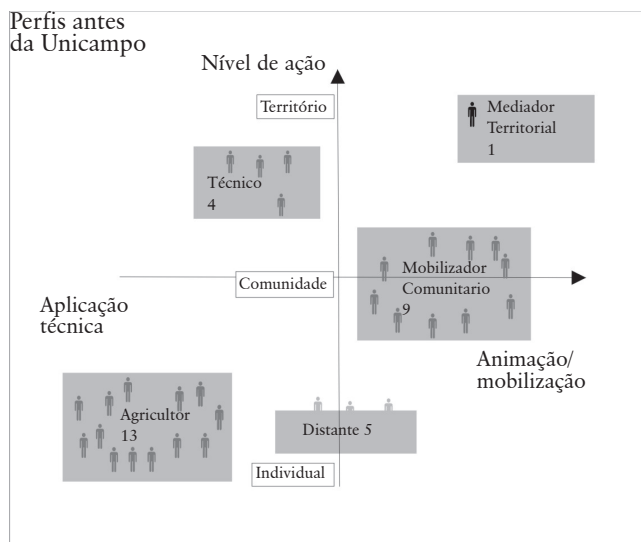 Perfis antes
da Unicampo
Nível de ação
Território
Mediador
Territorial
1
Técnico
4
Comunidade
Mobilizador
Comunitario
9
Aplicação
técnica
Animação/
mobilização
Agricultor
13
Distante 5
Individual